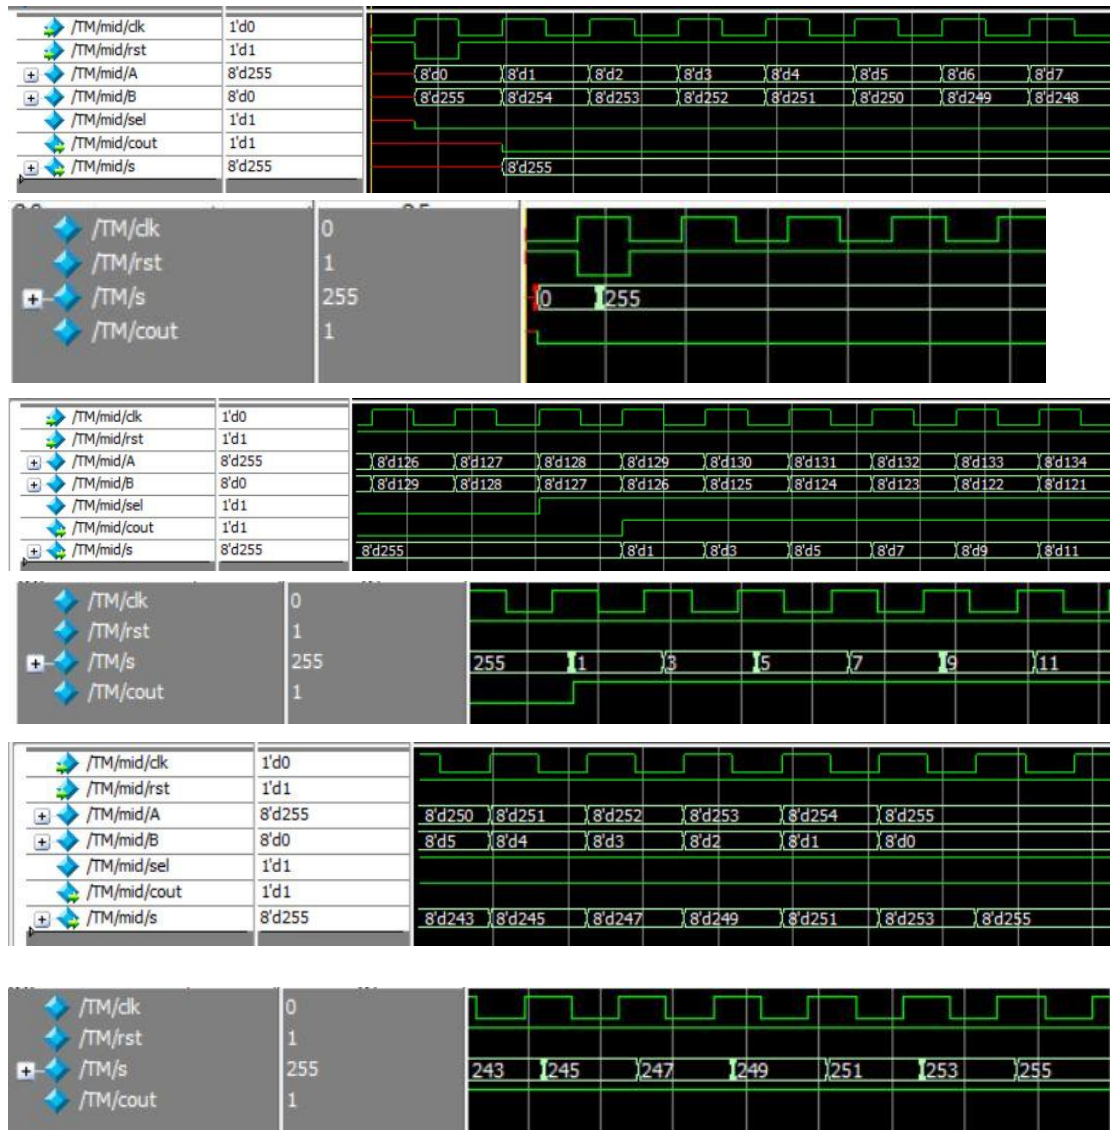 /TM/mid/clk 1'd0
/TM/mid/rst 1'd1
/TM/mid/A 8'd255 8'd0 8'd1 8'd2 8'd3 8'd4 8'd5 8'd6 8'd7
/TM/mid/B 8'd0 8'd255 8'd254 8'd253 8'd252 8'd251 8'd250 8'd249 8'd248
/TM/mid/sel 1'd1
/TM/mid/cout 1'd1
/TM/mid/s 8'd255 8'd255
/TM/clk 0
/TM/rst 1
/TM/s 255 0 255
/TM/cout 1
/TM/mid/clk 1'd0
/TM/mid/rst 1'd1
/TM/mid/A 8'd255 8'd126 8'd127 8'd128 8'd129 8'd130 8'd131 8'd132 8'd133 8'd134
/TM/mid/B 8'd0 8'd129 8'd128 8'd127 8'd126 8'd125 8'd124 8'd123 8'd122 8'd121
/TM/mid/sel 1'd1
/TM/mid/cout 1'd1
/TM/mid/s 8'd255 8'd255 8'd1 8'd3 8'd5 8'd7 8'd9 8'd11
/TM/clk 0
/TM/rst 1
/TM/s 255 255 1 3 5 7 9 11
/TM/cout 1
/TM/mid/clk 1'd0
/TM/mid/rst 1'd1
/TM/mid/A 8'd255 8'd250 8'd251 8'd252 8'd253 8'd254 8'd255
/TM/mid/B 8'd0 8'd5 8'd4 8'd3 8'd2 8'd1 8'd0
/TM/mid/sel 1'd1
/TM/mid/cout 1'd1
/TM/mid/s 8'd255 8'd243 8'd245 8'd247 8'd249 8'd251 8'd253 8'd255
/TM/clk 0
/TM/rst 1
/TM/s 255 243 245 247 249 251 253 255
/TM/cout 1